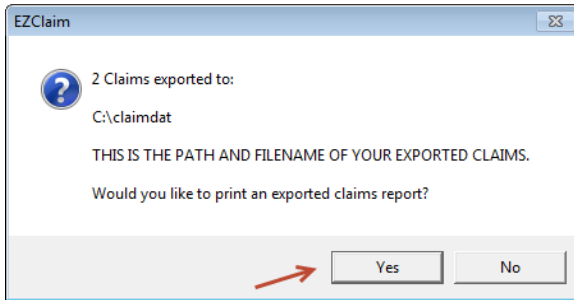 EZClaim
2 Claims exported to:
C:\claimdat
THIS IS THE PATH AND FILENAME OF YOUR EXPORTED CLAIMS.
Would you like to print an exported claims report?
Yes
No